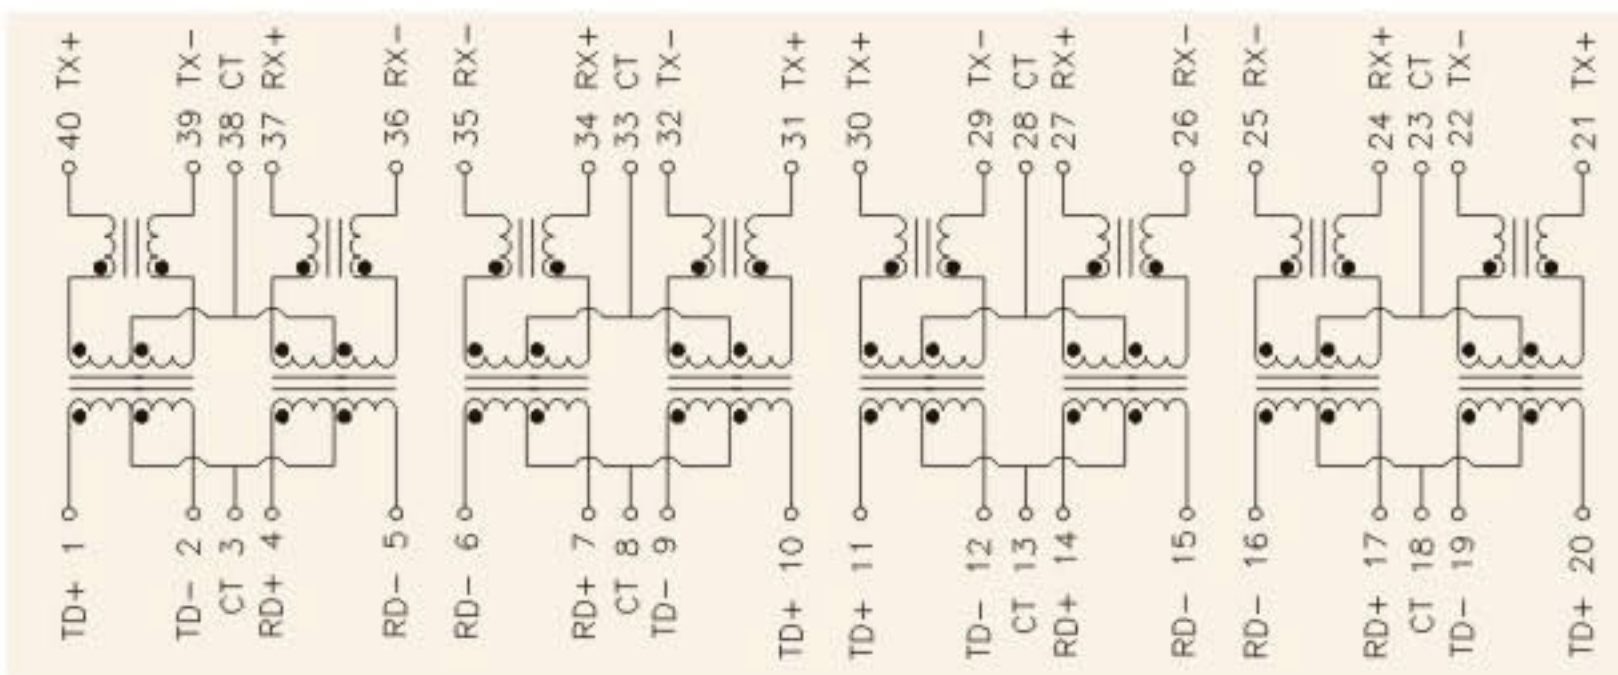 40 TX+
39 TX-
38 CT
37 RX+
36 RX-
35 RX-
34 RX+
33 CT
32 TX-
31 TX+
30 TX+
29 TX-
28 CT
27 RX+
26 RX-
25 RX-
24 RX+
23 CT
22 TX-
21 TX+
TD+ 1
TD- 2
CT 3
RD+ 4
RD- 5
RD- 6
RD+ 7
CT 8
TD- 9
TD+ 10
TD+ 11
TD- 12
CT 13
RD+ 14
RD- 15
RD- 16
RD+ 17
CT 18
TD- 19
TD+ 20